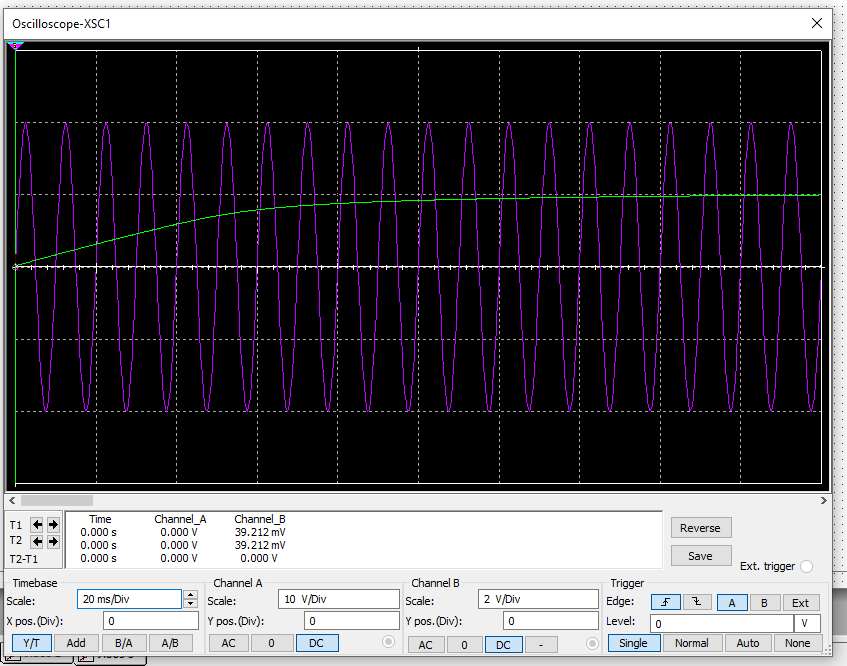 Oscilloscope-XSC1
T1
T2
T2-T1
Time Channel_A Channel_B
0.000 s 0.000 V 39.212 mV
0.000 s 0.000 V 39.212 mV
0.000 s 0.000 V 0.000 V
Reverse
Save
Ext. trigger
Timebase
Scale: 20 ms/Div
X pos.(Div): 0
Y/T Add B/A A/B
Channel A
Scale: 10 V/Div
Y pos.(Div): 0
AC 0 DC
Channel B
Scale: 2 V/Div
Y pos.(Div): 0
AC 0 DC -
Trigger
Edge: A B Ext
Level: 0 V
Single Normal Auto None